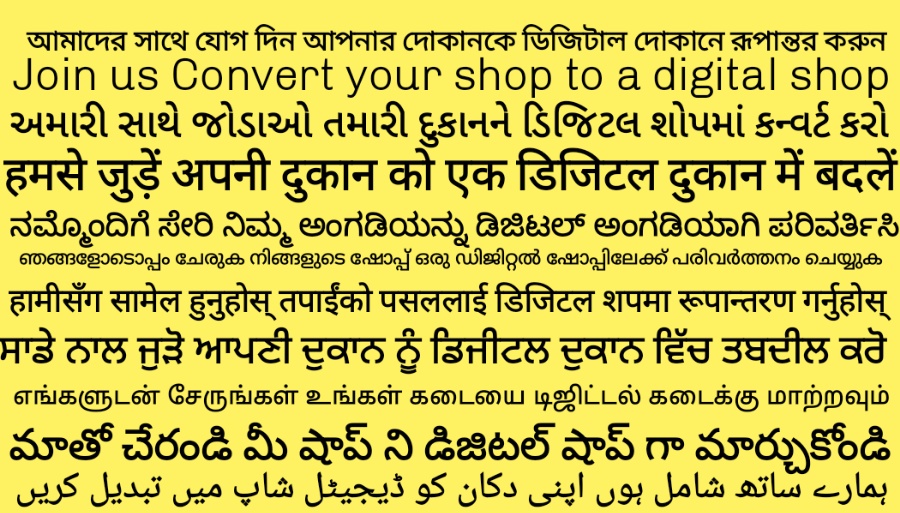 আমাদের সাথে যোগ দিন আপনার দোকানকে ডিজিটাল দোকানে রূপান্তর করুন
Join us Convert your shop to a digital shop
અમારી સાથે જોડાઓ તમારી દુકાનને ડિજિટલ શોપમાં કન્વર્ટ કરો
हमसे जुड़ें अपनी दुकान को एक डिजिटल दुकान में बदलें
ನಮ್ಮೊಂದಿಗೆ ಸೇರಿ ನಿಮ್ಮ ಅಂಗಡಿಯನ್ನು ಡಿಜಿಟಲ್ ಅಂಗಡಿಯಾಗಿ ಪರಿವರ್ತಿಸಿ
ഞങ്ങളോടൊപ്പം ചേരുക നിങ്ങളുടെ ഷോപ്പ് ഒരു ഡിജിറ്റൽ ഷോപ്പിലേക്ക് പരിവർത്തനം ചെയ്യുക
हामीसँग सामेल हुनुहोस् तपाईंको पसललाई डिजिटल शपमा रूपान्तरण गर्नुहोस्
ਸਾਡੇ ਨਾਲ ਜੁੜੋ ਆਪਣੀ ਦੁਕਾਨ ਨੂੰ ਡਿਜੀਟਲ ਦੁਕਾਨ ਵਿੱਚ ਤਬਦੀਲ ਕਰੋ
எங்களுடன் சேருங்கள் உங்கள் கடையை டிஜிட்டல் கடைக்கு மாற்றவும்
మాతో చేరండి మీ షాప్ ని డిజిటల్ షాప్ గా మార్చుకోండి
ہمارے ساتھ شامل ہوں اپنی دکان کو ڈیجیٹل شاپ میں تبدیل کریں